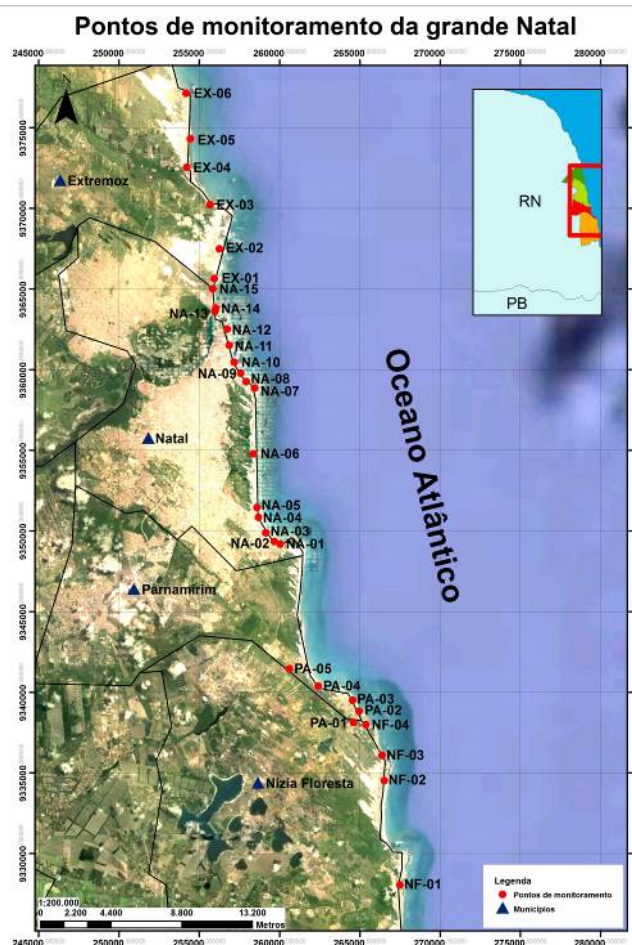 Pontos de monitoramento da grande Natal
245000 250000 255000 260000 265000 270000 275000 280000
N
EX-06
9375000
EX-05
EX-04
Extremoz
EX-03
9370000
RN
EX-02
EX-01
9365000
NA-15
PB
NA-14
NA-13
NA-12
NA-11
NA-10
9360000
NA-09
NA-08
NA-07
Oceano Atlântico
Natal
NA-06
9355000
NA-05
NA-04
9350000
NA-03
NA-02 NA-01
Parnamirim
9345000
PA-05
PA-04
9340000
PA-03
PA-02
PA-01 NF-04
NF-03
9335000
NF-02
Nízia Floresta
9330000
NF-01
Legenda
Pontos de monitoramento
Municípios
1:200.000
0 2.200 4.400 8.800 13.200
Metros
245000 250000 255000 260000 265000 270000 275000 280000